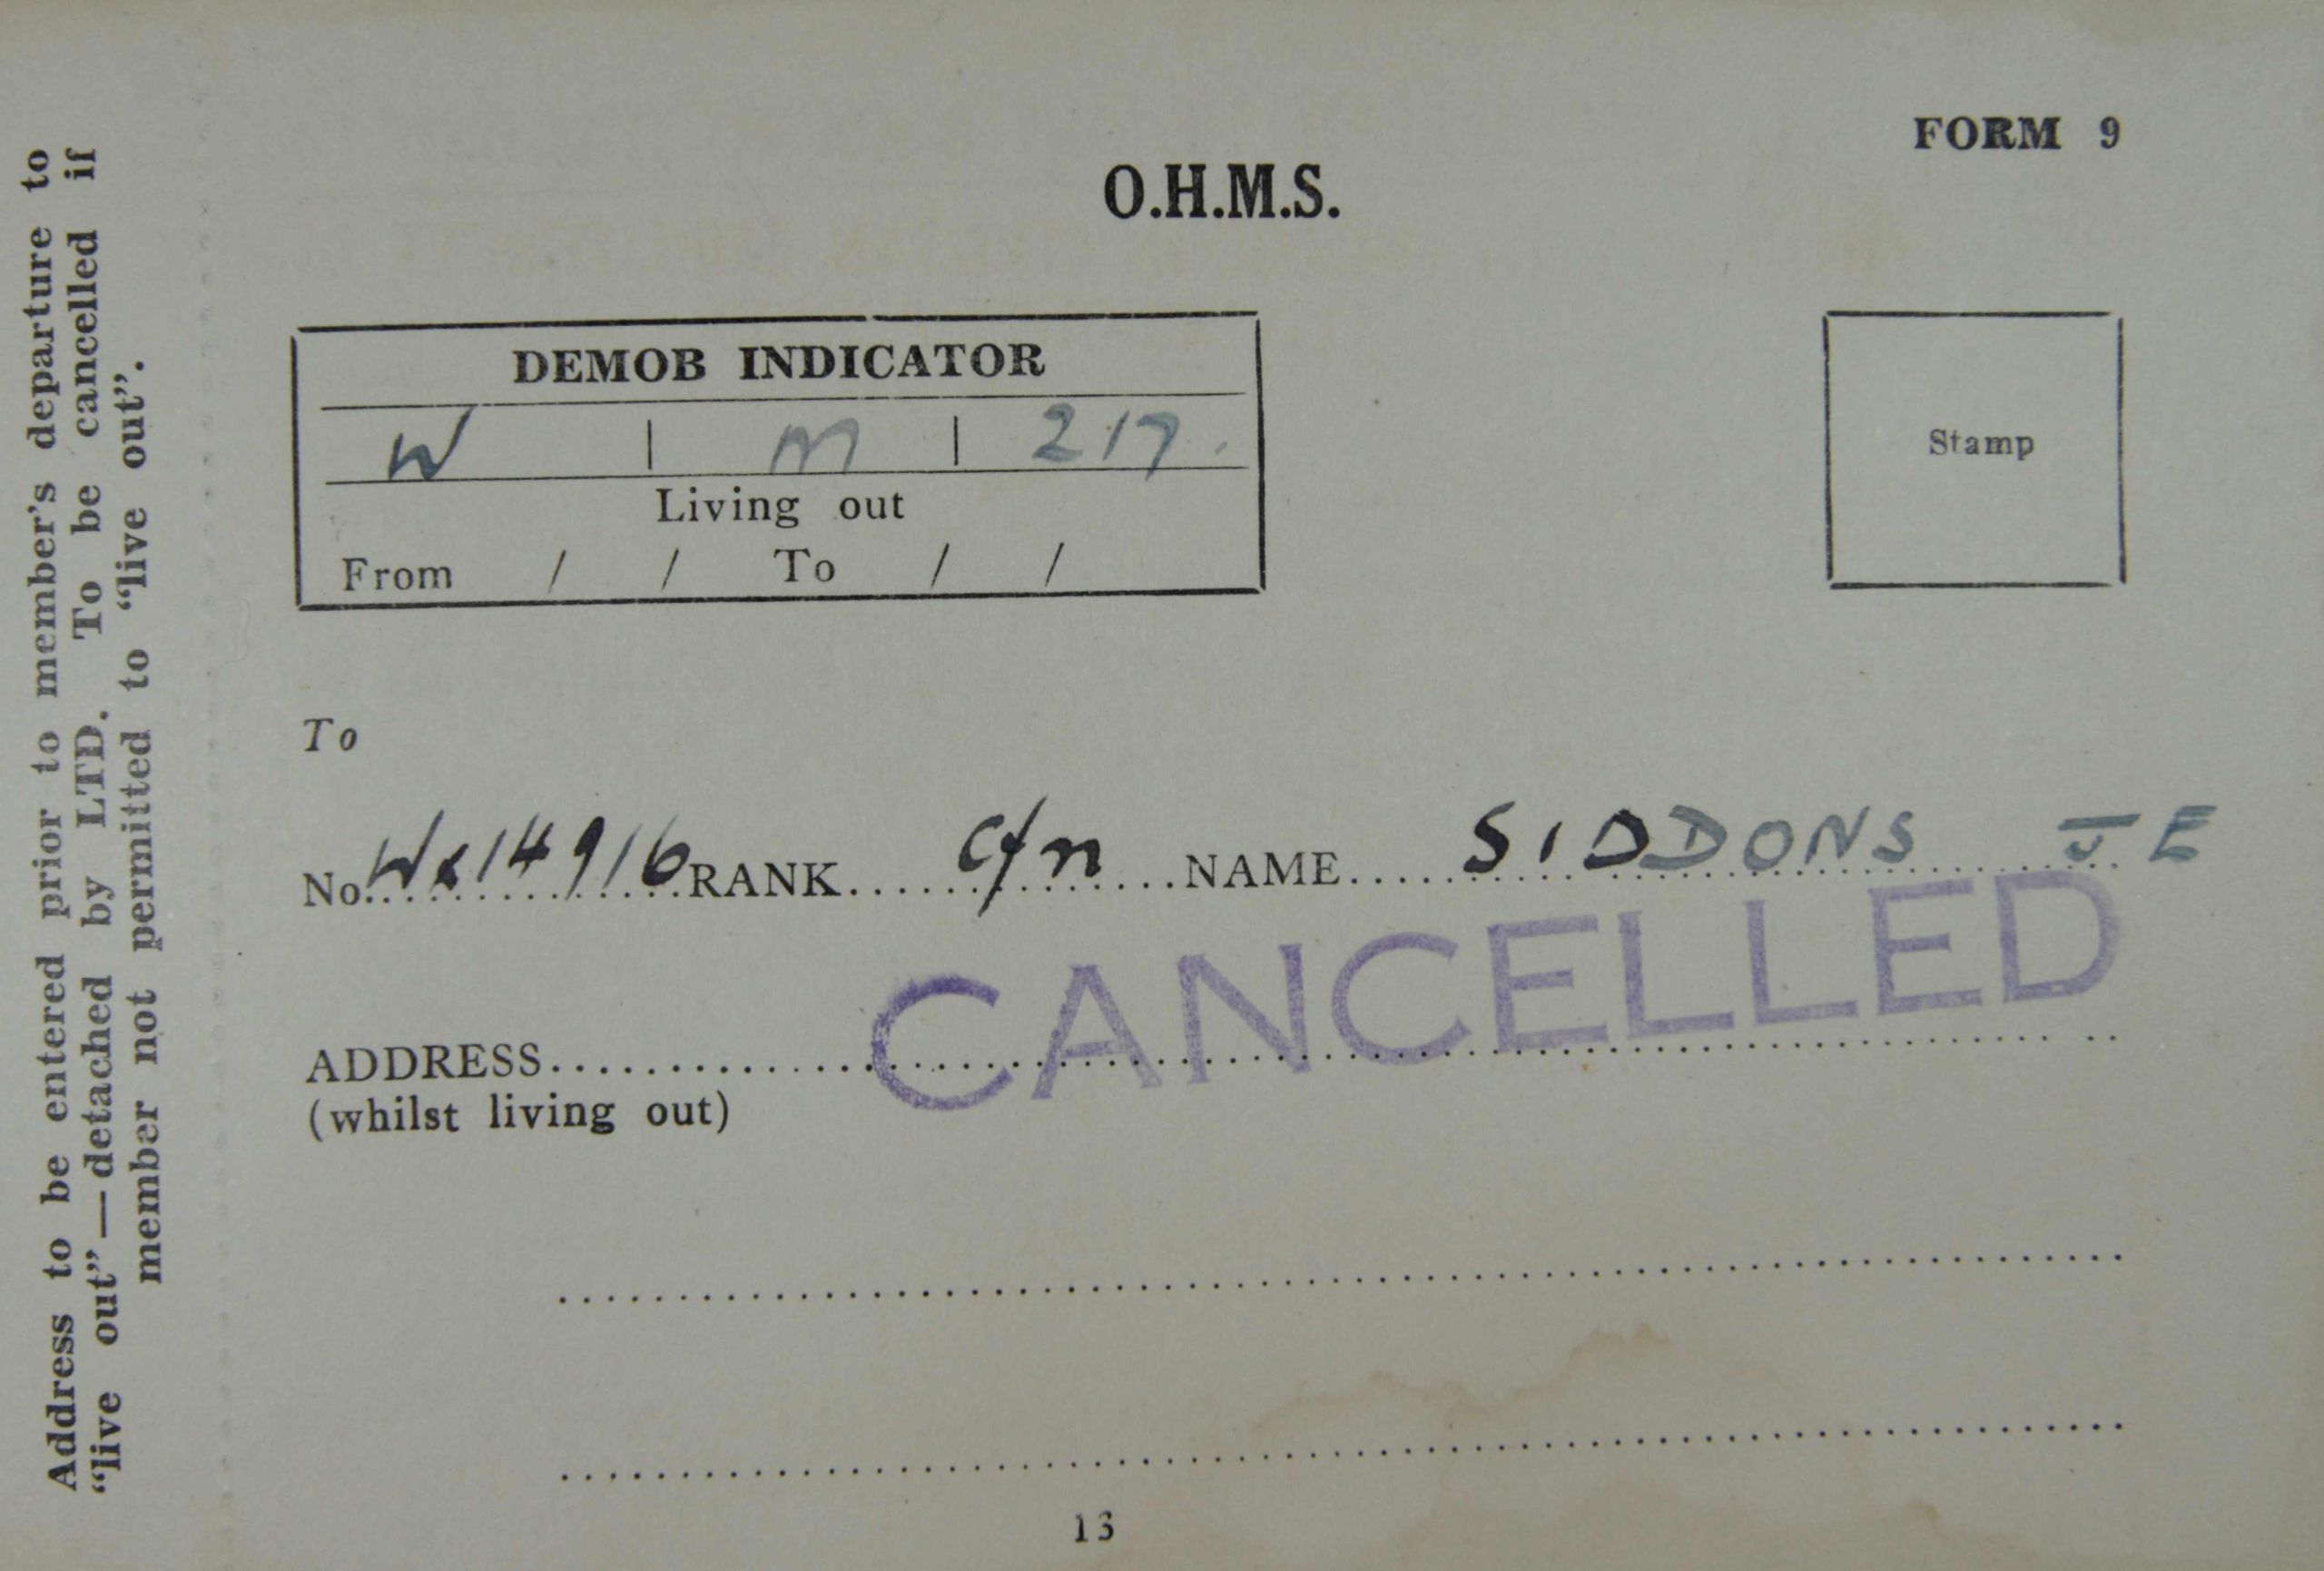 Address to be entered prior to member's departure to
"live out"—detached by LTD. To be cancelled if
member not permitted to "live out".
FORM 9
O.H.M.S.
DEMOB INDICATOR
W | M | 217.
Living out
From / / To / /
Stamp
To
No. Wx14916 RANK Cfn NAME SIDDONS J E
CANCELLED
ADDRESS
(whilst living out)
13